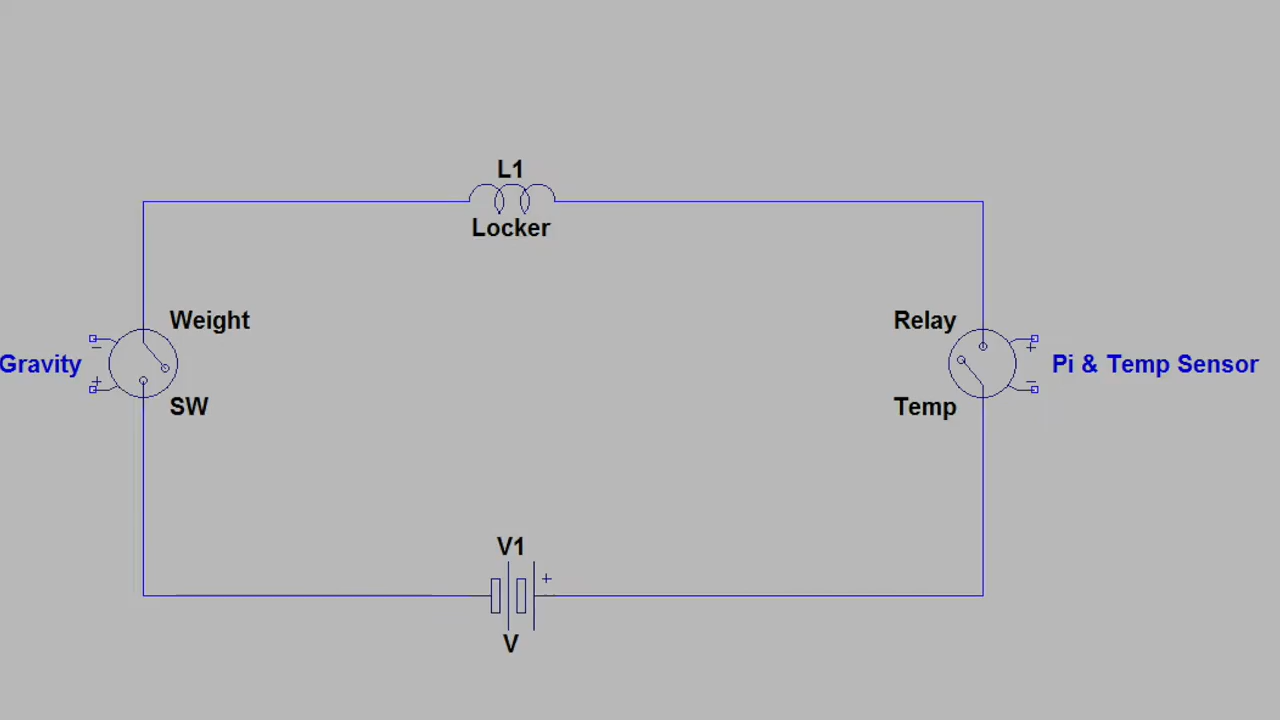 L1
Locker
Weight
Relay
Gravity
Pi & Temp Sensor
SW
Temp
V1
V